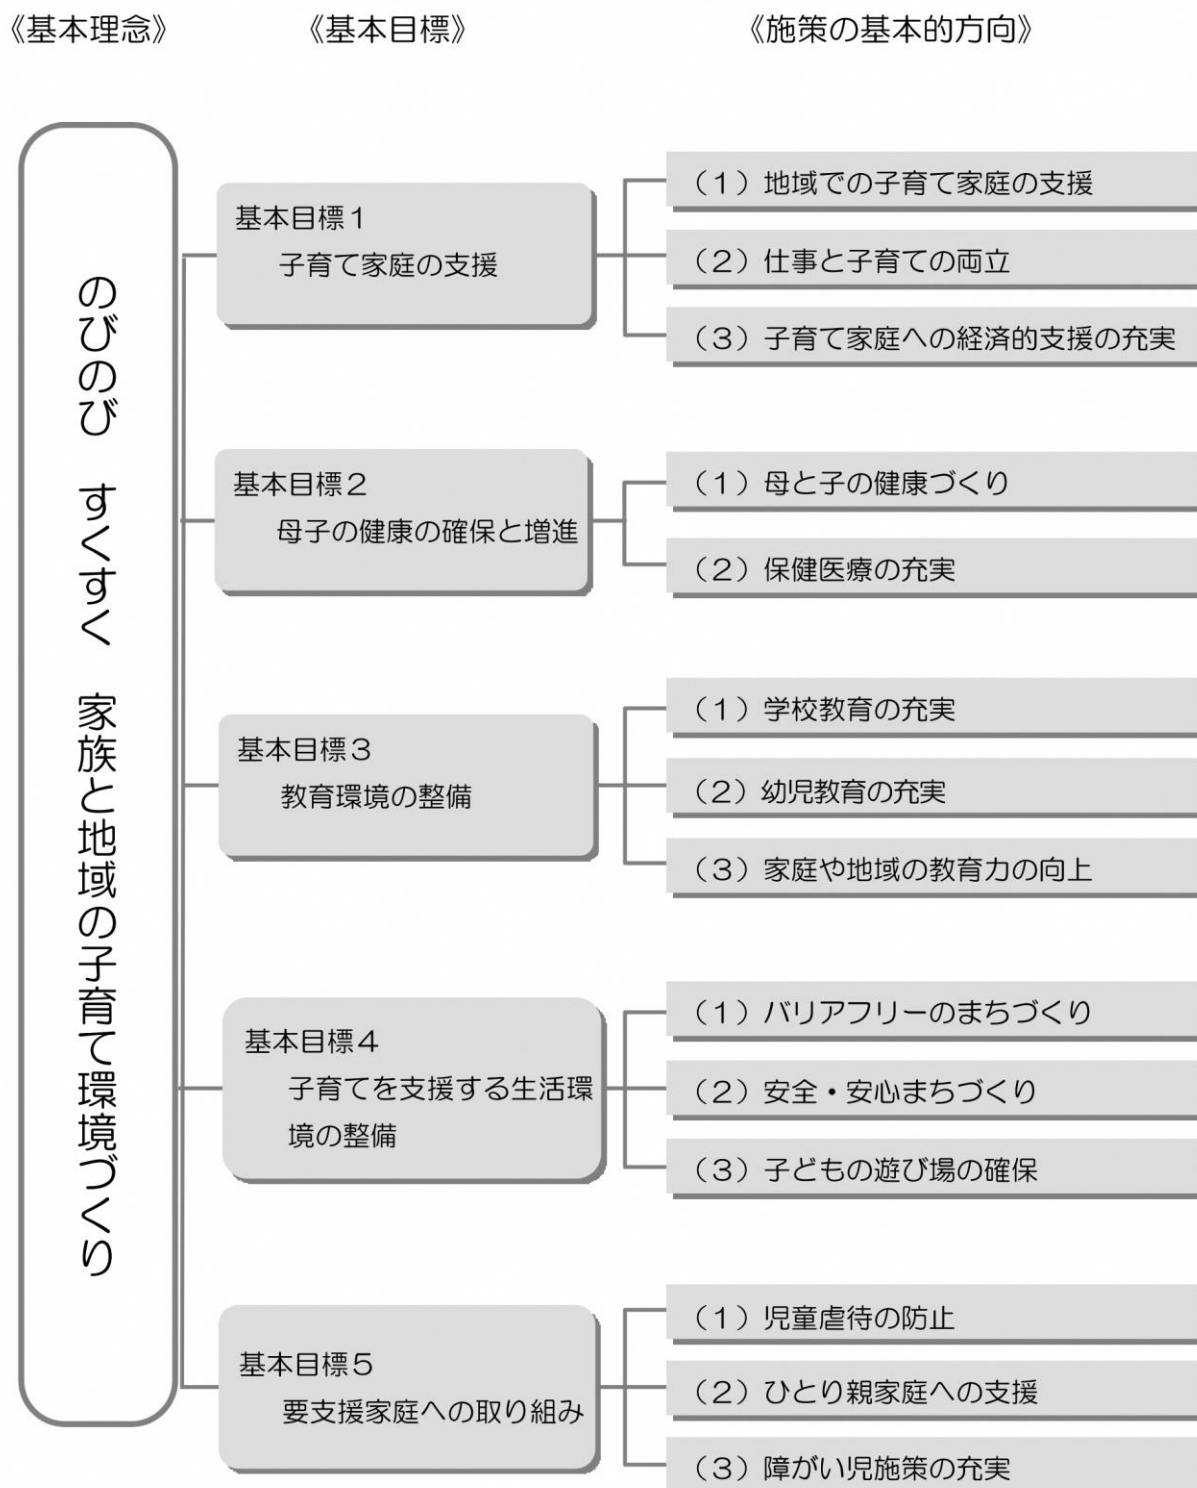 《基本理念》
《基本目標》
《施策の基本的方向》
のびのび　すくすく　家族と地域の子育て環境づくり
基本目標１
子育て家庭の支援
（１）地域での子育て家庭の支援
（２）仕事と子育ての両立
（３）子育て家庭への経済的支援の充実
基本目標２
母子の健康の確保と増進
（１）母と子の健康づくり
（２）保健医療の充実
基本目標３
教育環境の整備
（１）学校教育の充実
（２）幼児教育の充実
（３）家庭や地域の教育力の向上
基本目標４
子育てを支援する生活環
境の整備
（１）バリアフリーのまちづくり
（２）安全・安心まちづくり
（３）子どもの遊び場の確保
基本目標５
要支援家庭への取り組み
（１）児童虐待の防止
（２）ひとり親家庭への支援
（３）障がい児施策の充実